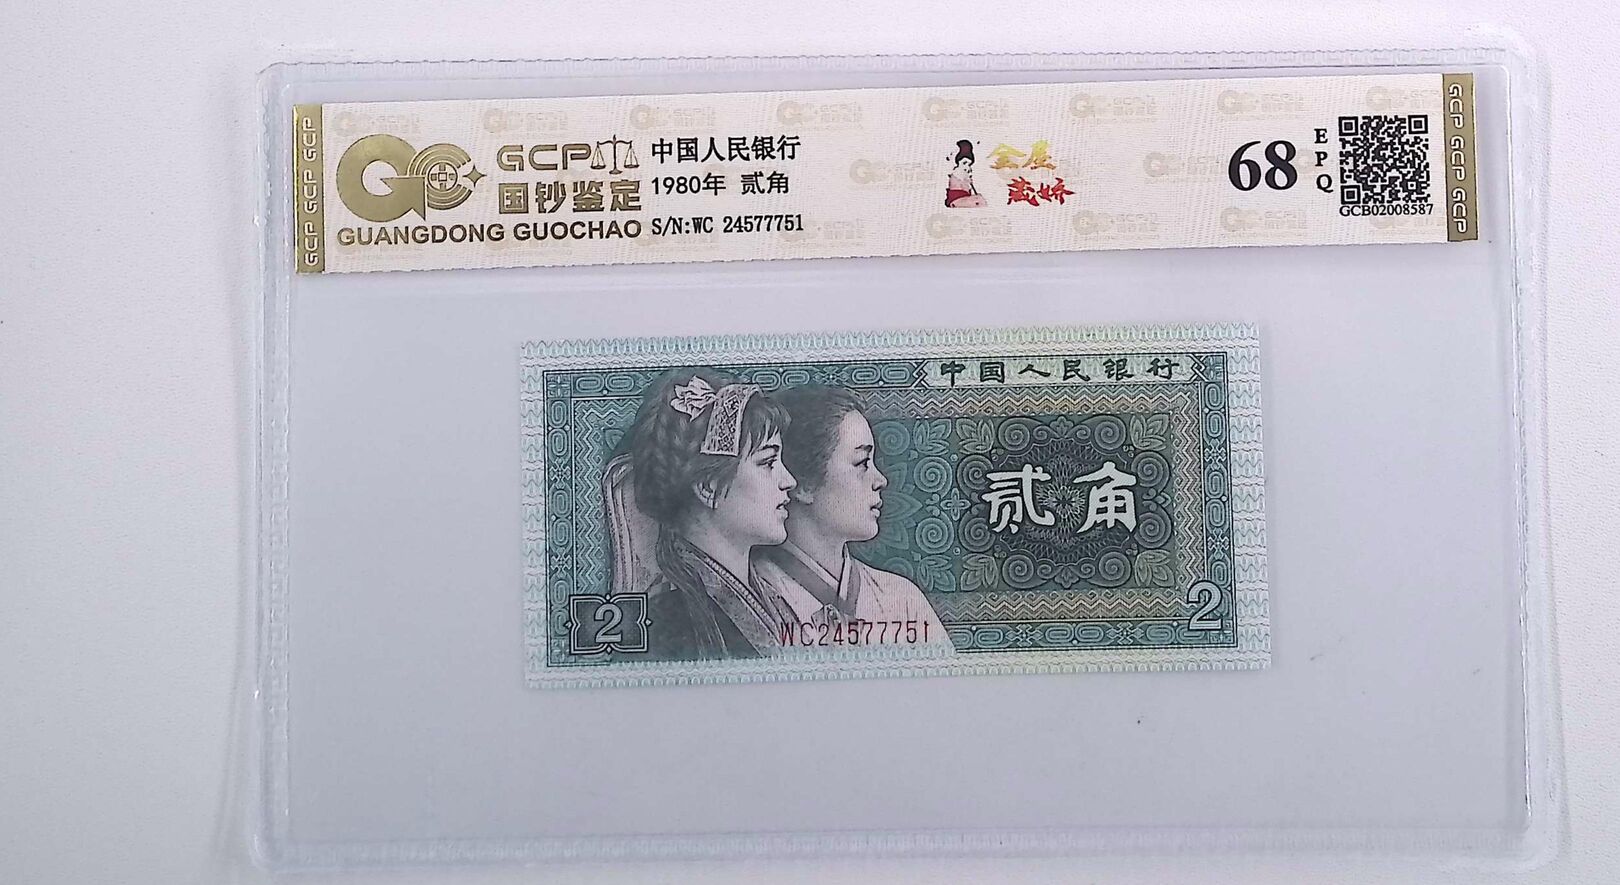 GCP GCP GCP
GCP
国钞鉴定
GUANGDONG GUOCHAO
中国人民银行
1980年 贰角
S/N:WC 24577751
金屋
藏娇
68
EPQ
GCB02008587
GCP GCP GCP
中国人民银行
贰角
2
2
WC24577751